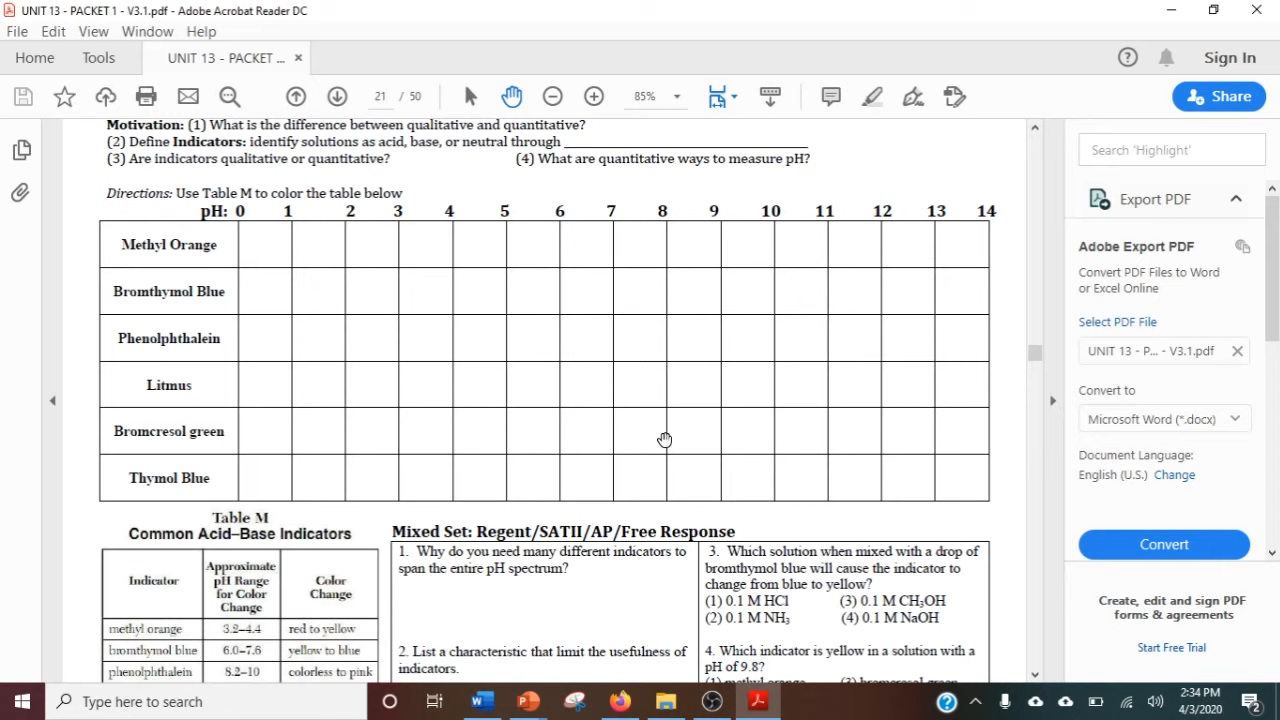 UNIT 13 - PACKET 1 - V3.1.pdf - Adobe Acrobat Reader DC
File Edit View Window Help
Home Tools UNIT 13 - PACKET ... × Sign In
21 / 50 85% Share
Motivation: (1) What is the difference between qualitative and quantitative?
(2) Define Indicators: identify solutions as acid, base, or neutral through ____________________
(3) Are indicators qualitative or quantitative? (4) What are quantitative ways to measure pH?
Directions: Use Table M to color the table below
pH: 0 1 2 3 4 5 6 7 8 9 10 11 12 13 14
Methyl Orange
Bromthymol Blue
Phenolphthalein
Litmus
Bromcresol green
Thymol Blue
Table M
Common Acid–Base Indicators
Indicator Approximate pH Range for Color Change Color Change
methyl orange 3.2–4.4 red to yellow
bromthymol blue 6.0–7.6 yellow to blue
phenolphthalein 8.2–10 colorless to pink
Mixed Set: Regent/SATII/AP/Free Response
1. Why do you need many different indicators to
span the entire pH spectrum?
2. List a characteristic that limit the usefulness of
indicators.
3. Which solution when mixed with a drop of
bromthymol blue will cause the indicator to
change from blue to yellow?
(1) 0.1 M HCl (3) 0.1 M CH₃OH
(2) 0.1 M NH₃ (4) 0.1 M NaOH
4. Which indicator is yellow in a solution with a
pH of 9.8?
(1) methyl orange (3) bromcresol green
Search 'Highlight'
Export PDF
Adobe Export PDF
Convert PDF Files to Word
or Excel Online
Select PDF File
UNIT 13 - P... - V3.1.pdf
Convert to
Microsoft Word (*.docx)
Document Language:
English (U.S.) Change
Convert
Create, edit and sign PDF
forms & agreements
Start Free Trial
Type here to search
2:34 PM
4/3/2020
2